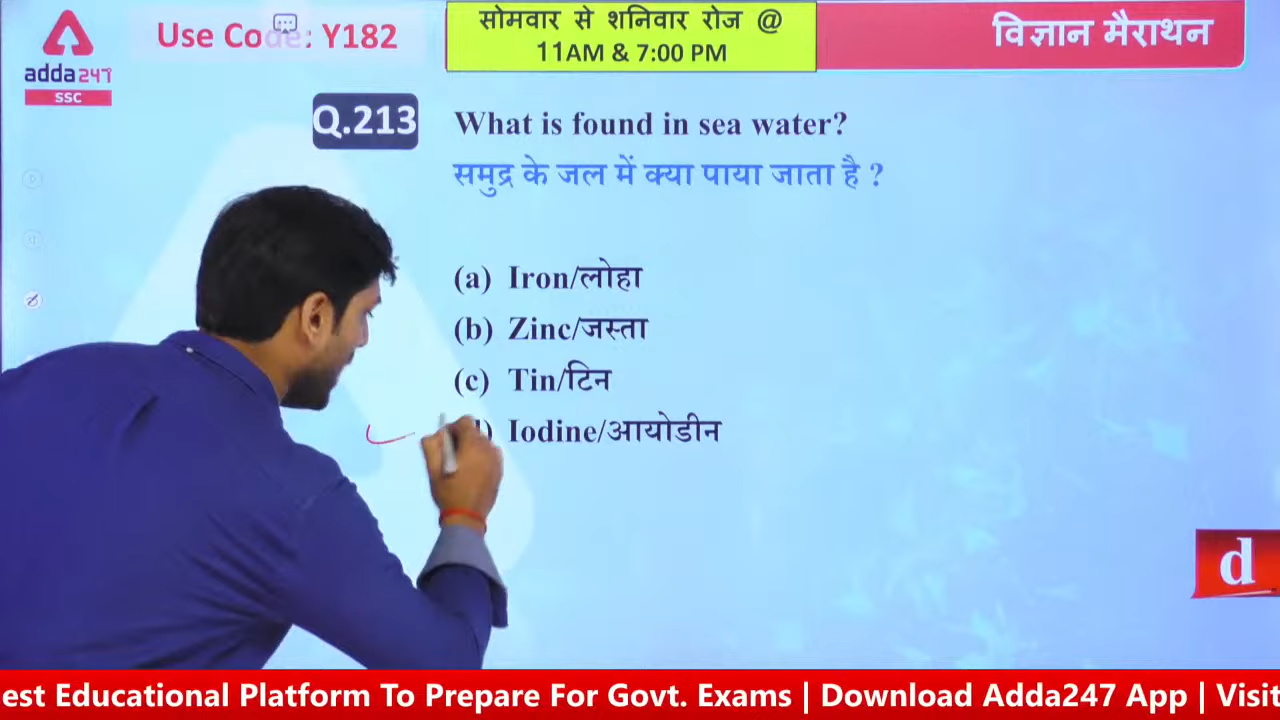 adda247
SSC
Use Code: Y182
सोमवार से शनिवार रोज @
11AM & 7:00 PM
विज्ञान मैराथन
Q.213 What is found in sea water?
समुद्र के जल में क्या पाया जाता है ?
(a) Iron/लोहा
(b) Zinc/जस्ता
(c) Tin/टिन
d) Iodine/आयोडीन
d
est Educational Platform To Prepare For Govt. Exams | Download Adda247 App | Visit